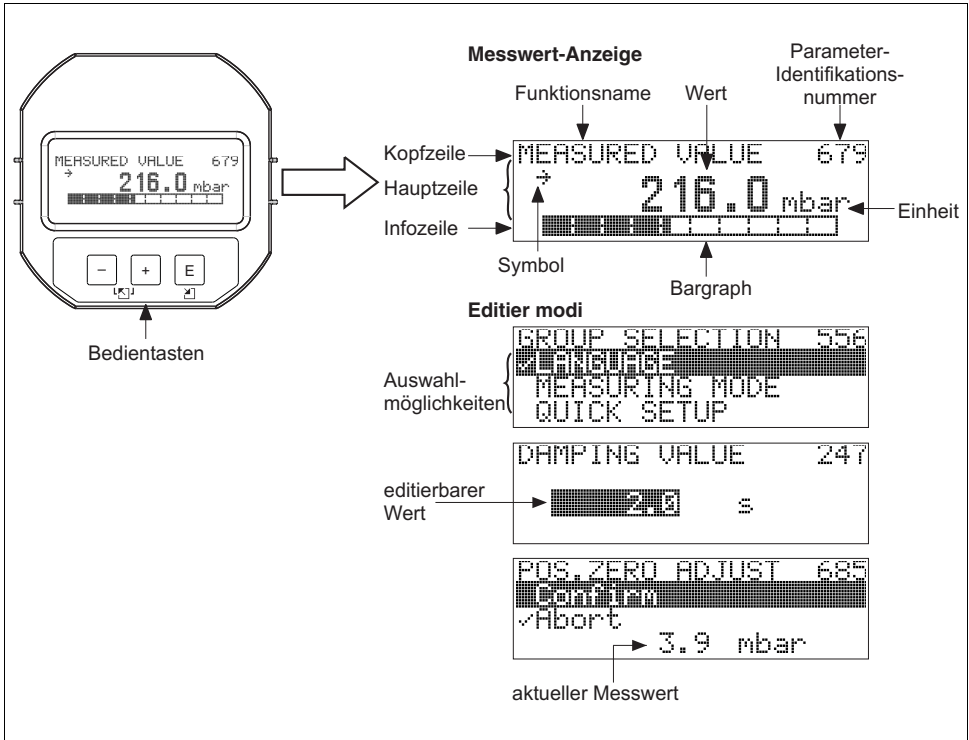 Messwert-Anzeige
Parameter-
Identifikations-
nummer
Funktionsname
Wert
MEASURED VALUE 679
216.0 mbar
- + E
Bedientasten
Kopfzeile
Hauptzeile
Infozeile
MEASURED VALUE 679
216.0 mbar
Einheit
Symbol
Bargraph
Editier modi
Auswahl-
möglichkeiten
GROUP SELECTION 556
✓LANGUAGE
MEASURING MODE
QUICK SETUP
DAMPING VALUE 247
editierbarer
Wert
2.0 s
POS.ZERO ADJUST 685
Confirm
✓Abort
3.9 mbar
aktueller Messwert